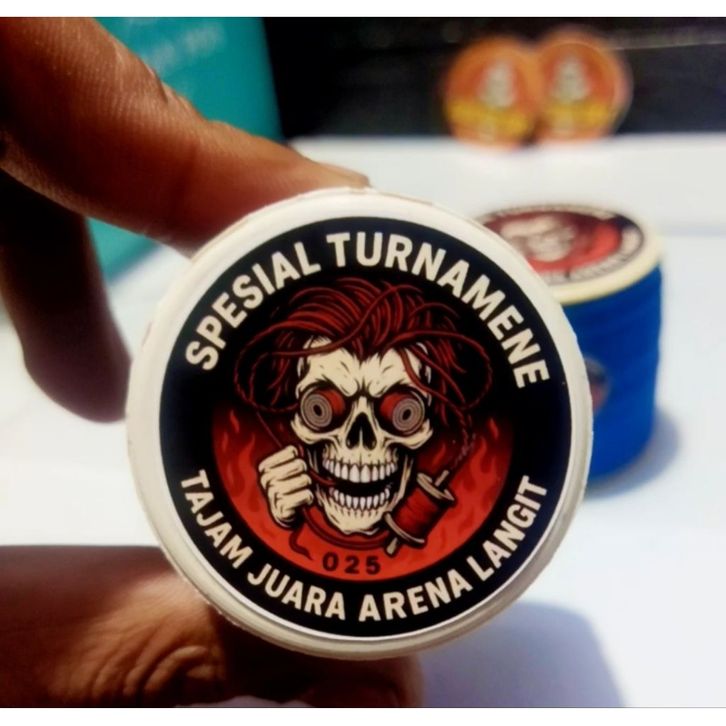 SPESIAL TURNAMENE
025
TAJAM JUARA ARENA LANGIT